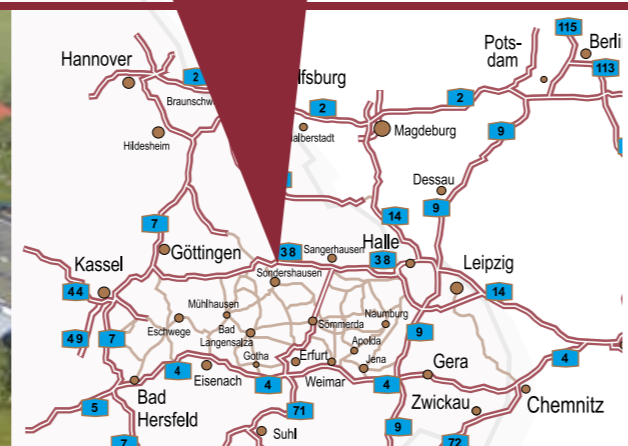 115
Hannover
Pots-
dam
Berlin
2
lfsburg
113
Braunschw
2
2
Hildesheim
alberstadt
Magdeburg
9
Dessau
14
9
7
Göttingen
38
Sangerhausen
Halle
38
Kassel
Sondershausen
Leipzig
44
14
Mühlhausen
Naumburg
Eschwege
Bad
Langensalza
Sömmerda
49
7
9
Apolda
Gotha
Erfurt
Jena
4
4
Eisenach
4
Weimar
4
Gera
Bad
Hersfeld
Zwickau
Chemnitz
5
71
Suhl
9
7
72